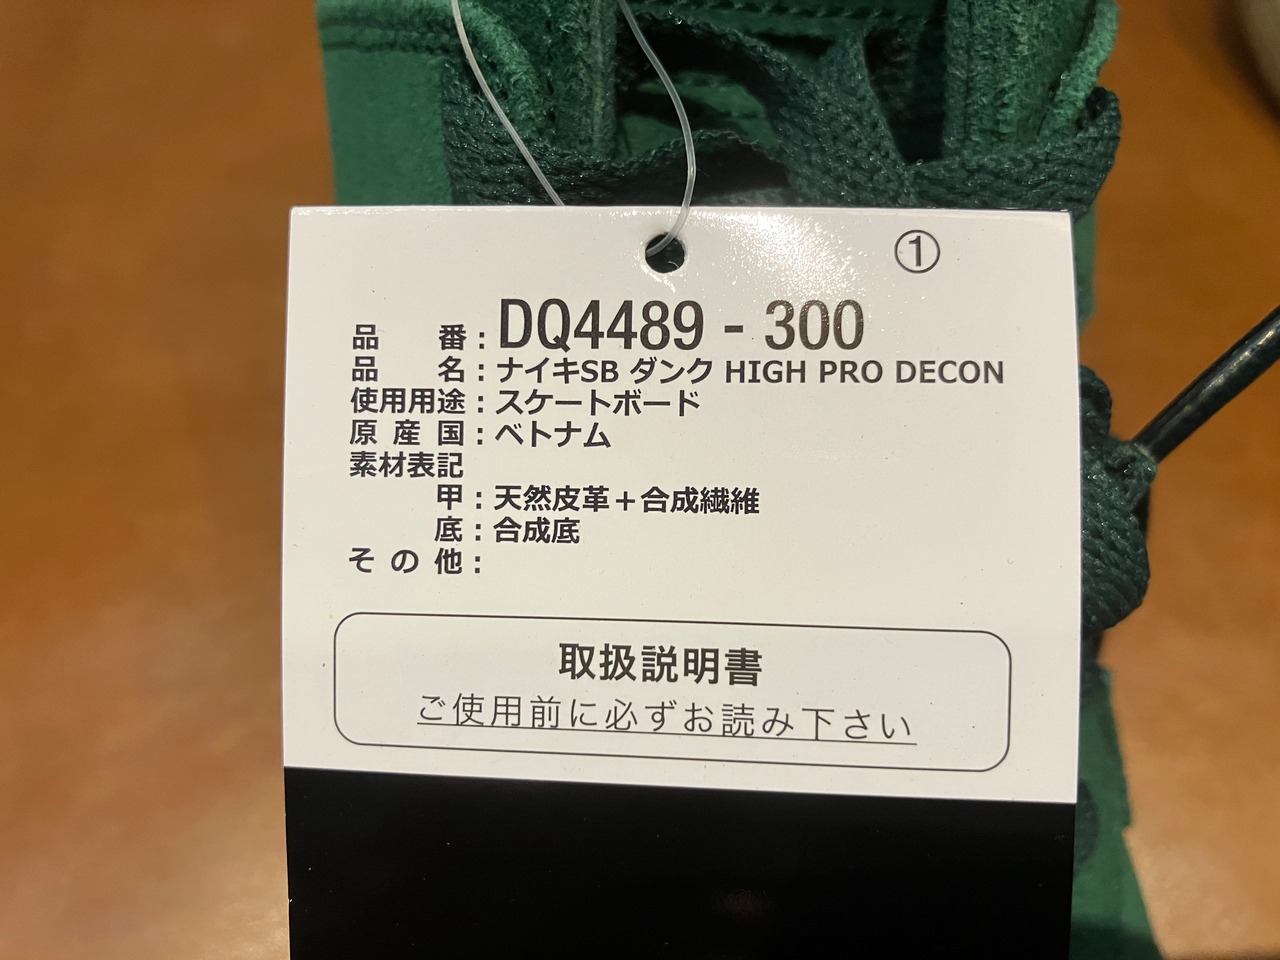 ①
品 番：DQ4489 - 300
品 名：ナイキSB ダンク HIGH PRO DECON
使用用途：スケートボード
原産国：ベトナム
素材表記
甲：天然皮革＋合成繊維
底：合成底
その他：
取扱説明書
ご使用前に必ずお読み下さい